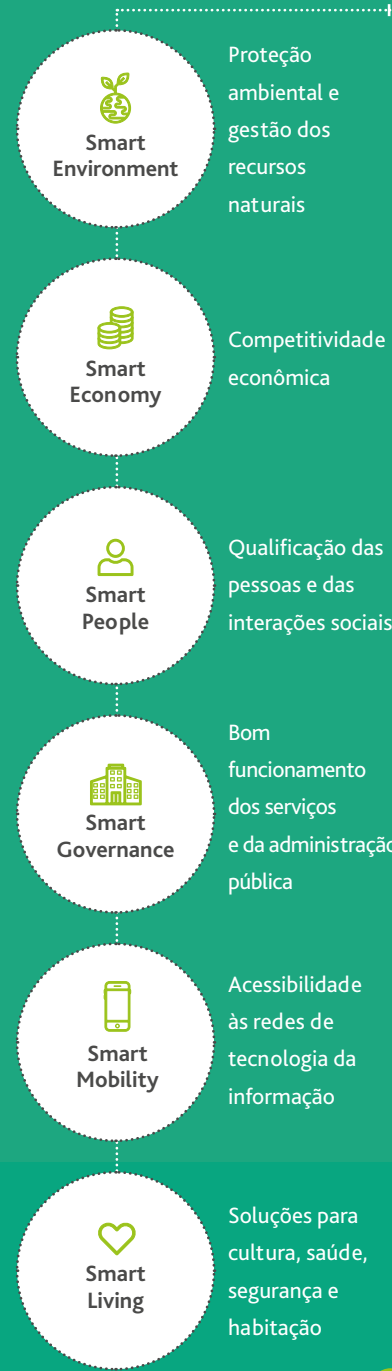 Smart
Environment
Proteção
ambiental e
gestão dos
recursos
naturais
Smart
Economy
Competitividade
econômica
Smart
People
Qualificação das
pessoas e das
interações sociais
Smart
Governance
Bom
funcionamento
dos serviços
e da administração
pública
Smart
Mobility
Acessibilidade
às redes de
tecnologia da
informação
Smart
Living
Soluções para
cultura, saúde,
segurança e
habitação